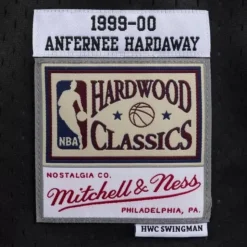 1999-00
ANFERNEE HARDAWAY
HARDWOOD
NBA
CLASSICS
NOSTALGIA CO.
Mitchell & Ness
PHILADELPHIA, PA.
HWC SWINGMAN